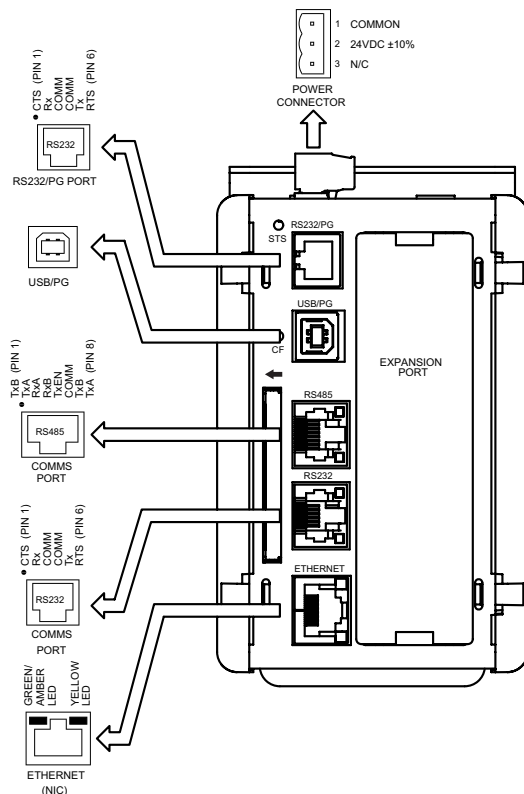 1 COMMON
2 24VDC ±10%
3 N/C
POWER
CONNECTOR
CTS (PIN 1)
Rx
COMM
COMM
Tx
RTS (PIN 6)
RS232
RS232/PG PORT
USB/PG
TxB (PIN 1)
TxA
RxA
RxB
TxEN
COMM
TxB
TxA (PIN 8)
RS485
COMMS
PORT
CTS (PIN 1)
Rx
COMM
COMM
Tx
RTS (PIN 6)
RS232
COMMS
PORT
GREEN/
AMBER
LED
YELLOW
LED
ETHERNET
(NIC)
STS
RS232/PG
USB/PG
CF
RS485
RS232
ETHERNET
EXPANSION
PORT